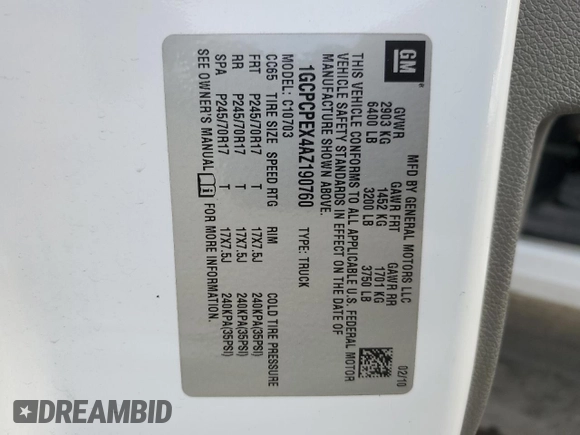 GM
MFD BY GENERAL MOTORS LLC
02/10
GVWR GAWR FRT GAWR RR
2903 KG 1452 KG 1701 KG
6400 LB 3200 LB 3750 LB
THIS VEHICLE CONFORMS TO ALL APPLICABLE U.S. FEDERAL MOTOR
VEHICLE SAFETY STANDARDS IN EFFECT ON THE DATE OF
MANUFACTURE SHOWN ABOVE.
1GCPCPEX4AZ190760 TYPE: TRUCK
MODEL: C10703
CC65 TIRE SIZE SPEED RTG RIM COLD TIRE PRESSURE
FRT P245/70R17 T 17X7.5J 240KPA(35PSI)
RR P245/70R17 T 17X7.5J 240KPA(35PSI)
SPA P245/70R17 T 17X7.5J 240KPA(35PSI)
SEE OWNER'S MANUAL FOR MORE INFORMATION.
DREAMBID